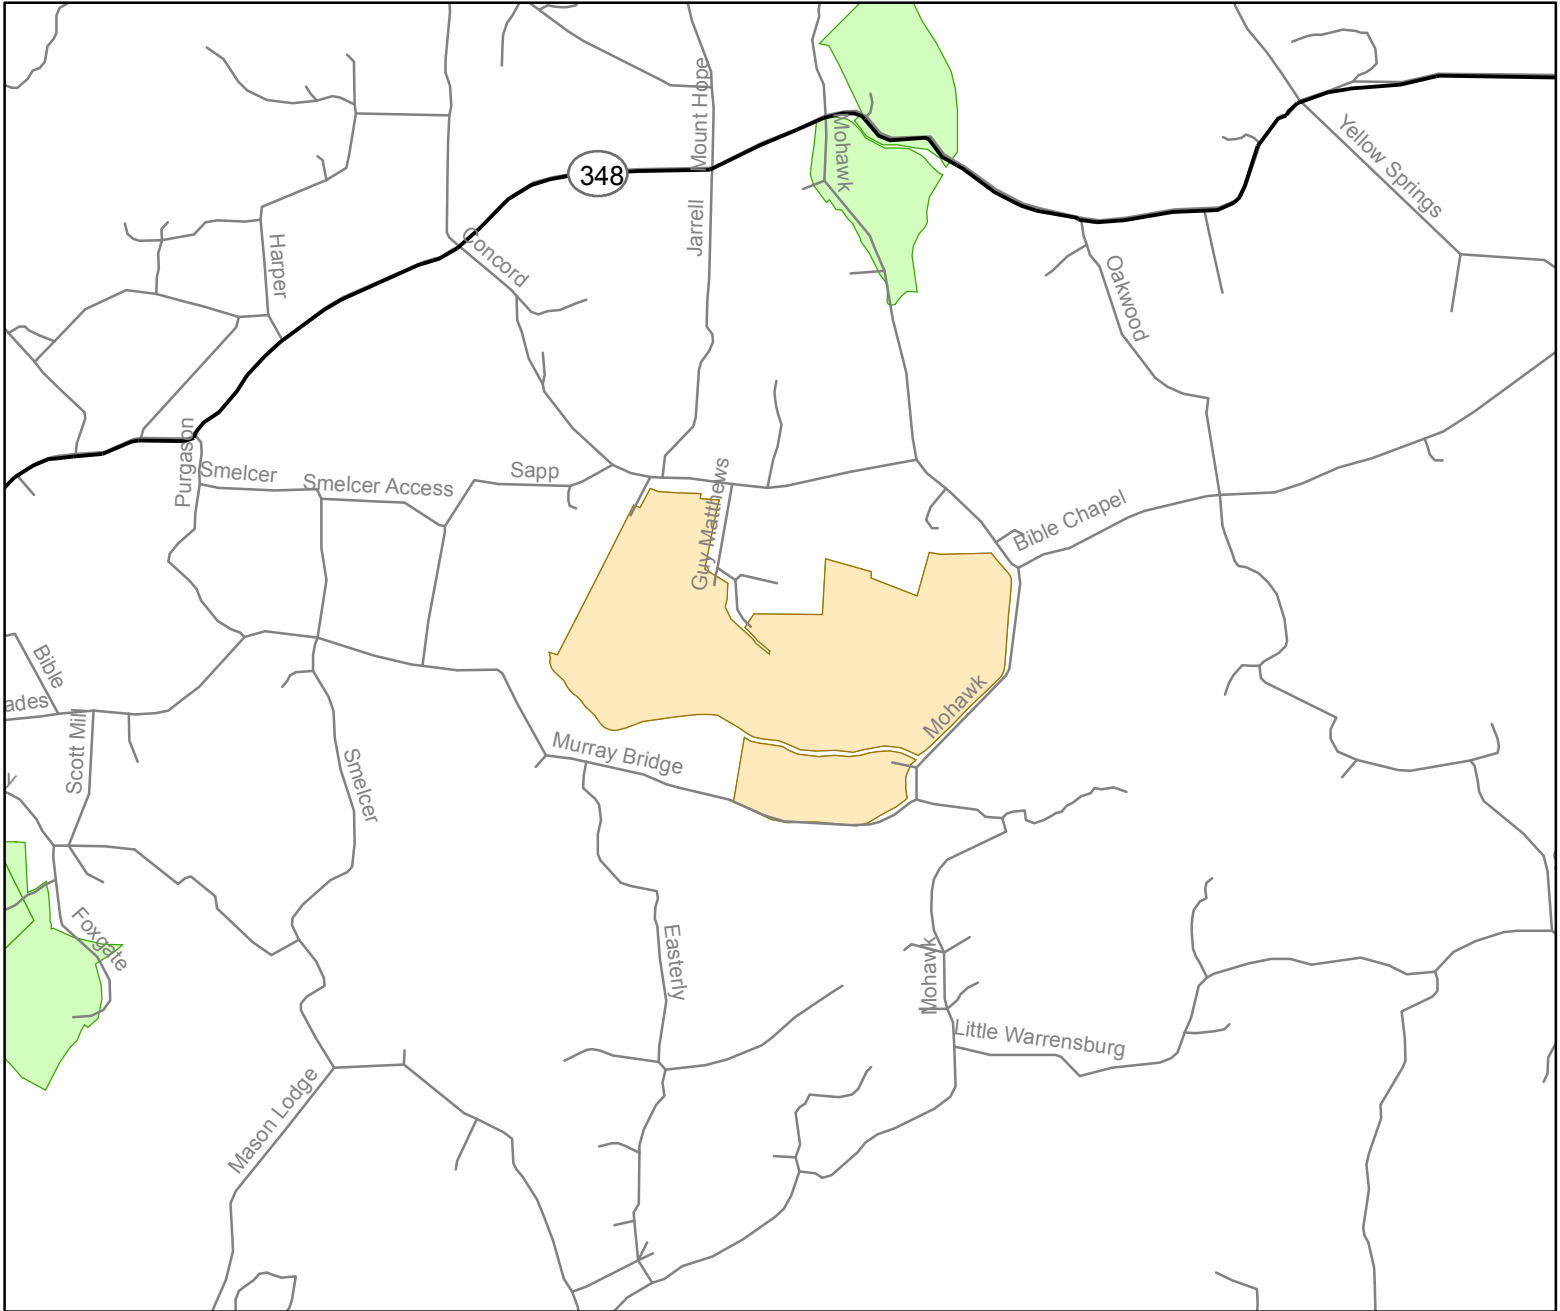 Mount Hope
Mohawk
Yellow Springs
348
Jarrell
Harper
Concord
Oakwood
Purgason
Smelcer
Smelcer Access
Sapp
Guy Matthews
Bible Chapel
Bible
ades
Scott Mill
Mohawk
Murray Bridge
Smelcer
y
Foxgate
Easterly
Mohawk
Little Warrensburg
Mason Lodge